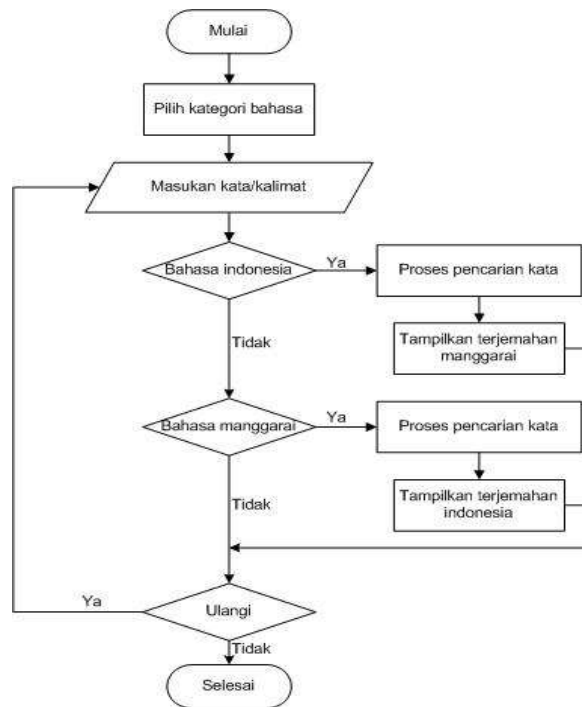 Mulai
Pilih kategori bahasa
Masukan kata/kalimat
Bahasa indonesia
Ya
Proses pencarian kata
Tampilkan terjemahan
manggarai
Tidak
Bahasa manggarai
Ya
Proses pencarian kata
Tampilkan terjemahan
indonesia
Tidak
Ya
Ulangi
Tidak
Selesai